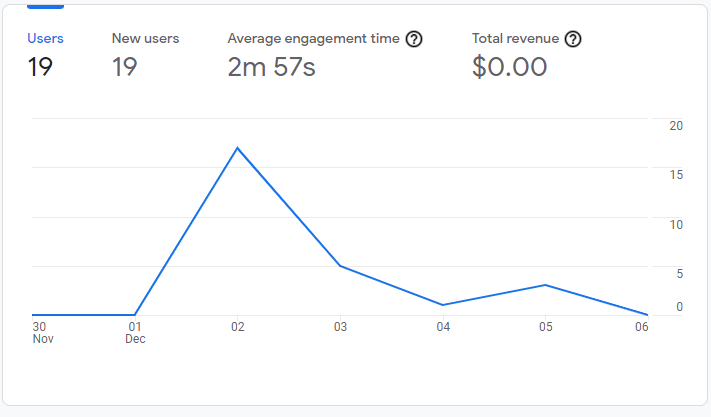 Users New users Average engagement time ? Total revenue ?
19 19 2m 57s $0.00
20
15
10
5
0
30 01 02 03 04 05 06
Nov Dec